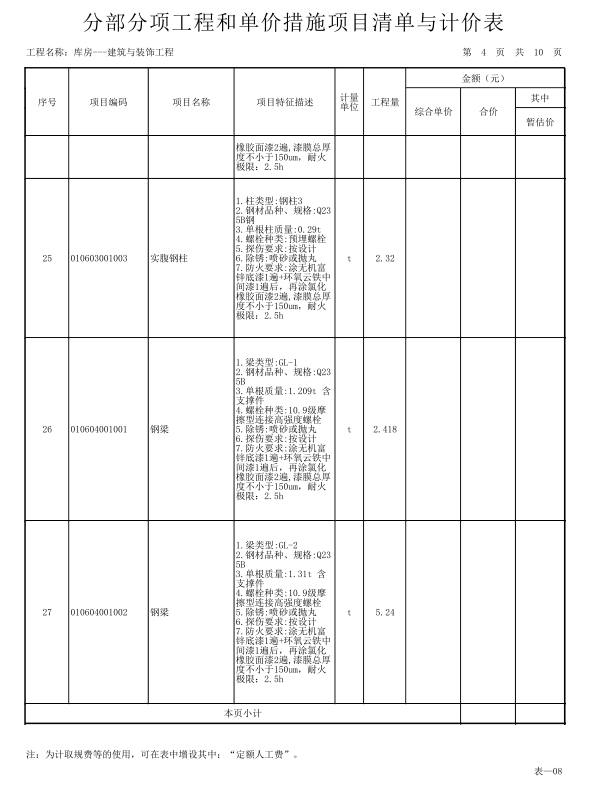 分部分项工程和单价措施项目清单与计价表
工程名称: 库房---建筑与装饰工程 第 4 页 共 10 页
序号 项目编码 项目名称 项目特征描述 计量单位 工程量 金额（元）
综合单价 合价 其中
暂估价
橡胶面漆2遍,漆膜总厚
度不小于150um, 耐火
极限: 2.5h
25 010603001003 实腹钢柱 t 2.32
1.柱类型:钢柱3
2.钢材品种、规格:Q23
5B钢
3.单根柱质量:0.29t
4.螺栓种类:预埋螺栓
5.探伤要求:按设计
6.除锈:喷砂或抛丸
7.防火要求:涂无机富
锌底漆1遍+环氧云铁中
间漆1遍后, 再涂氯化
橡胶面漆2遍,漆膜总厚
度不小于150um, 耐火
极限: 2.5h
26 010604001001 钢梁 t 2.418
1.梁类型:GL-1
2.钢材品种、规格:Q23
5B
3.单根质量:1.209t 含
支撑件
4.螺栓种类:10.9级摩
擦型连接高强度螺栓
5.除锈:喷砂或抛丸
6.探伤要求:按设计
7.防火要求:涂无机富
锌底漆1遍+环氧云铁中
间漆1遍后, 再涂氯化
橡胶面漆2遍,漆膜总厚
度不小于150um, 耐火
极限: 2.5h
27 010604001002 钢梁 t 5.24
1.梁类型:GL-2
2.钢材品种、规格:Q23
5B
3.单根质量:1.31t 含
支撑件
4.螺栓种类:10.9级摩
擦型连接高强度螺栓
5.除锈:喷砂或抛丸
6.探伤要求:按设计
7.防火要求:涂无机富
锌底漆1遍+环氧云铁中
间漆1遍后, 再涂氯化
橡胶面漆2遍,漆膜总厚
度不小于150um, 耐火
极限: 2.5h
本页小计
注: 为计取规费等的使用, 可在表中增设其中: “定额人工费”。
表—08